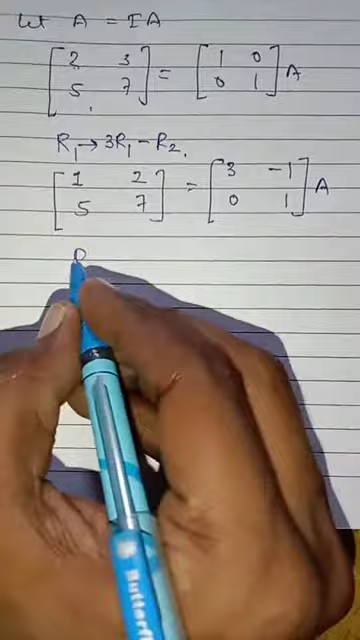 Let A = IA
[2 3 5 7] = [1 0 0 1] A
R₁ → 3R₁ - R₂.
[1 2 5 7] = [3 -1 0 1] A
R
Butterfl